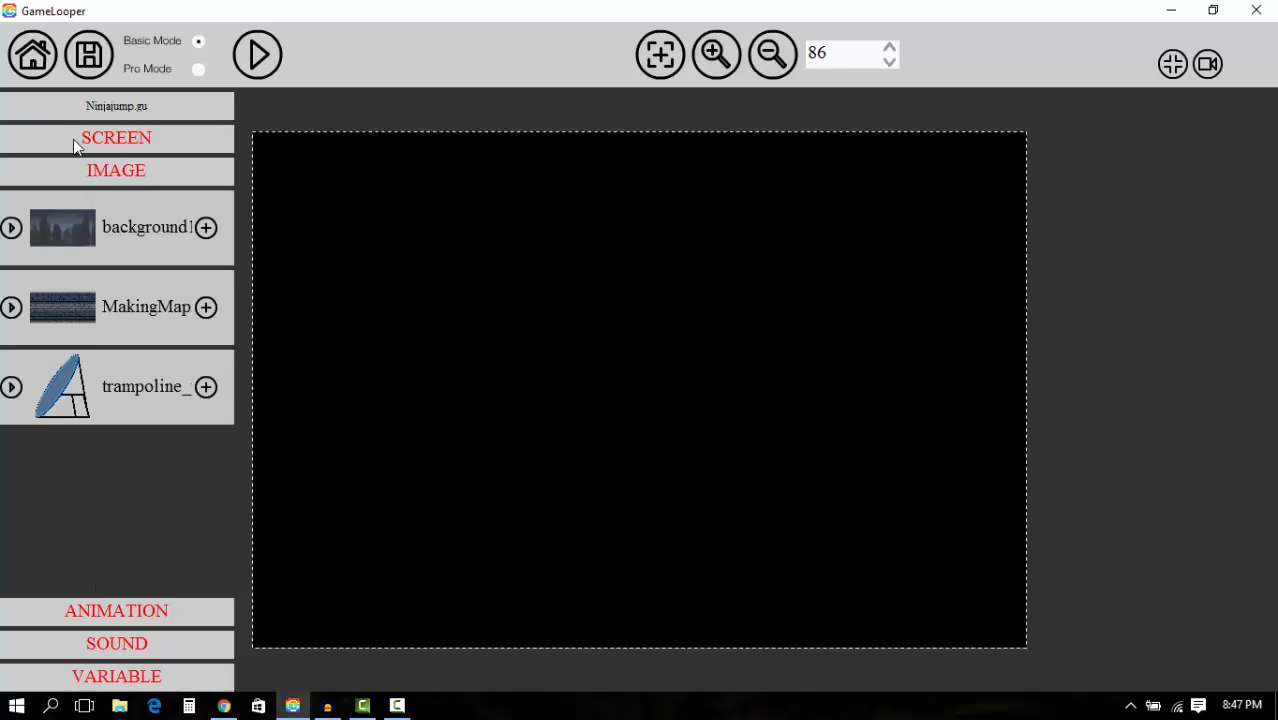 GameLooper
Basic Mode
Pro Mode
86
Ninjajump.gu
SCREEN
IMAGE
background1
MakingMap
trampoline_
ANIMATION
SOUND
VARIABLE
8:47 PM